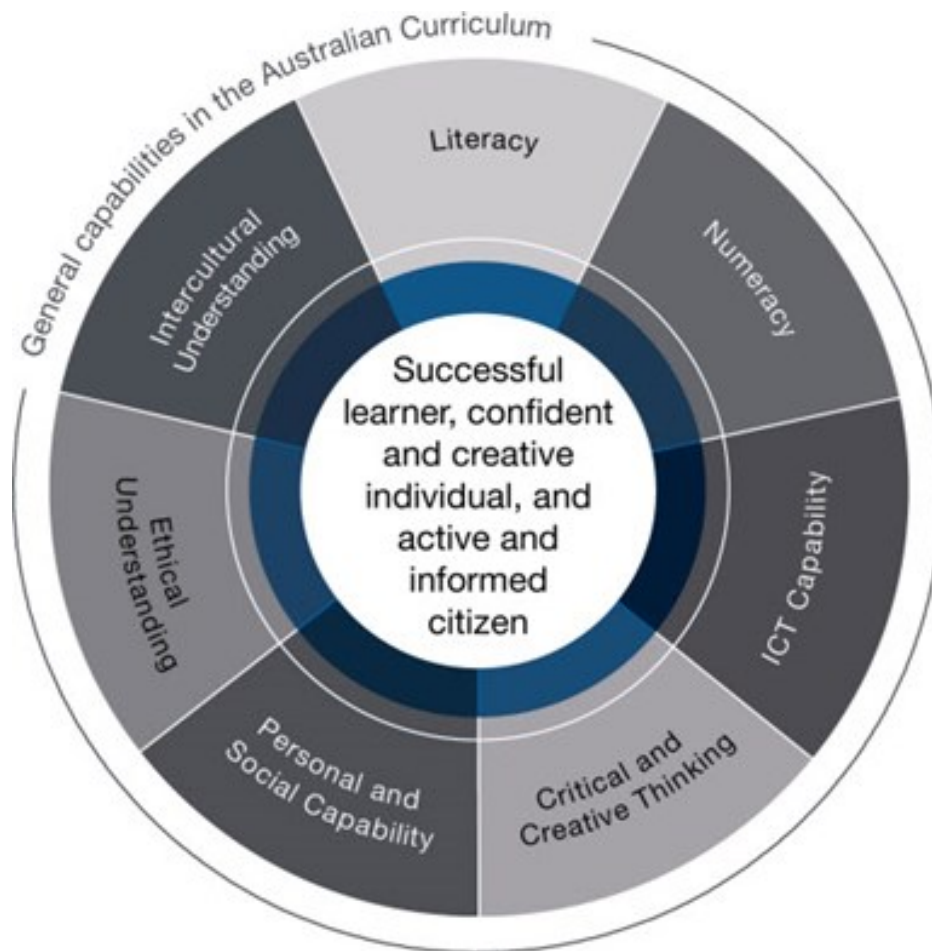 General capabilities in the Australian Curriculum
Literacy
Numeracy
ICT Capability
Critical and
Creative Thinking
Personal and
Social Capability
Ethical
Understanding
Intercultural
Understanding
Successful
learner, confident
and creative
individual, and
active and
informed
citizen